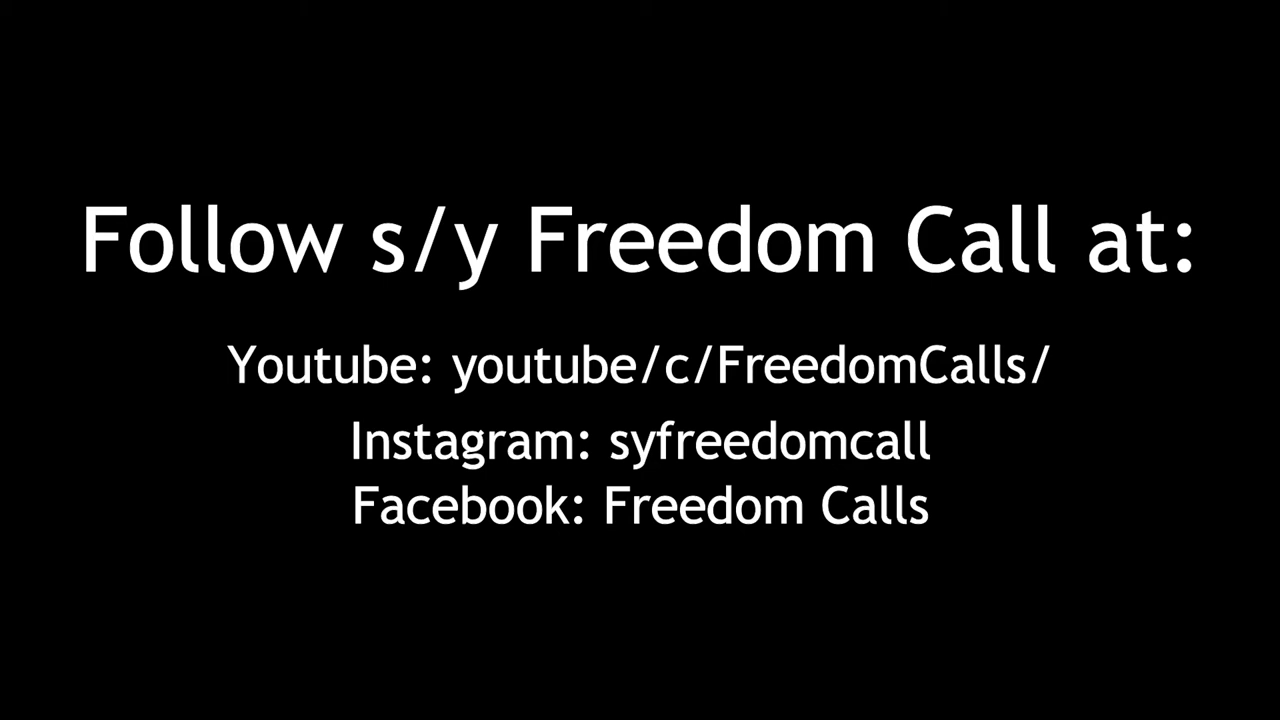 Follow s/y Freedom Call at:
Youtube: youtube/c/FreedomCalls/
Instagram: syfreedomcall
Facebook: Freedom Calls